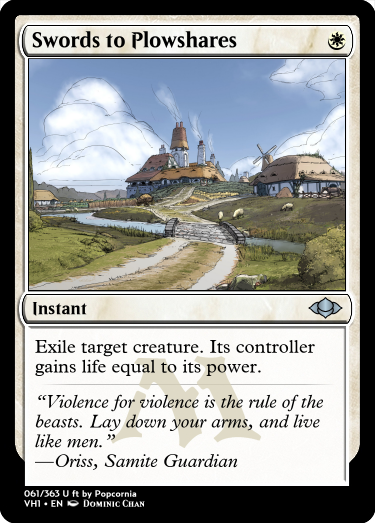 Swords to Plowshares
Instant
Exile target creature. Its controller
gains life equal to its power.
“Violence for violence is the rule of the
beasts. Lay down your arms, and live
like men.”
—Oriss, Samite Guardian
061/363 U ft by Popcornia
VH1 • EN DOMINIC CHAN